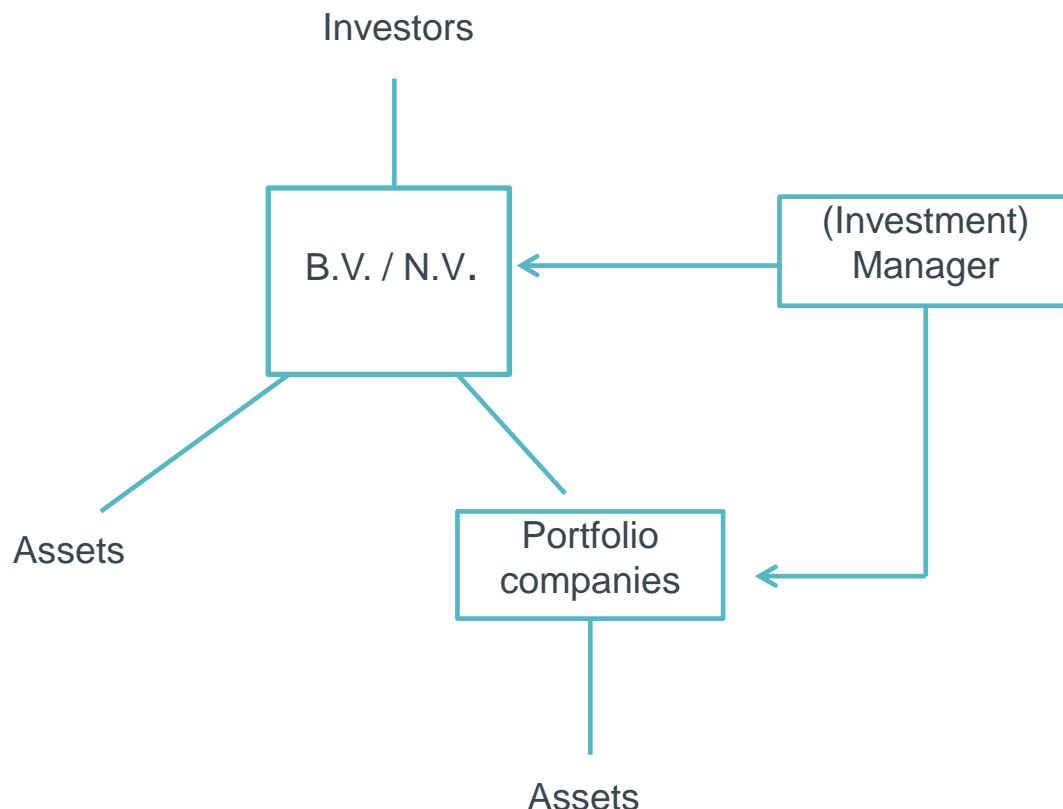 Investors
B.V. / N.V.
(Investment)
Manager
Assets
Portfolio
companies
Assets